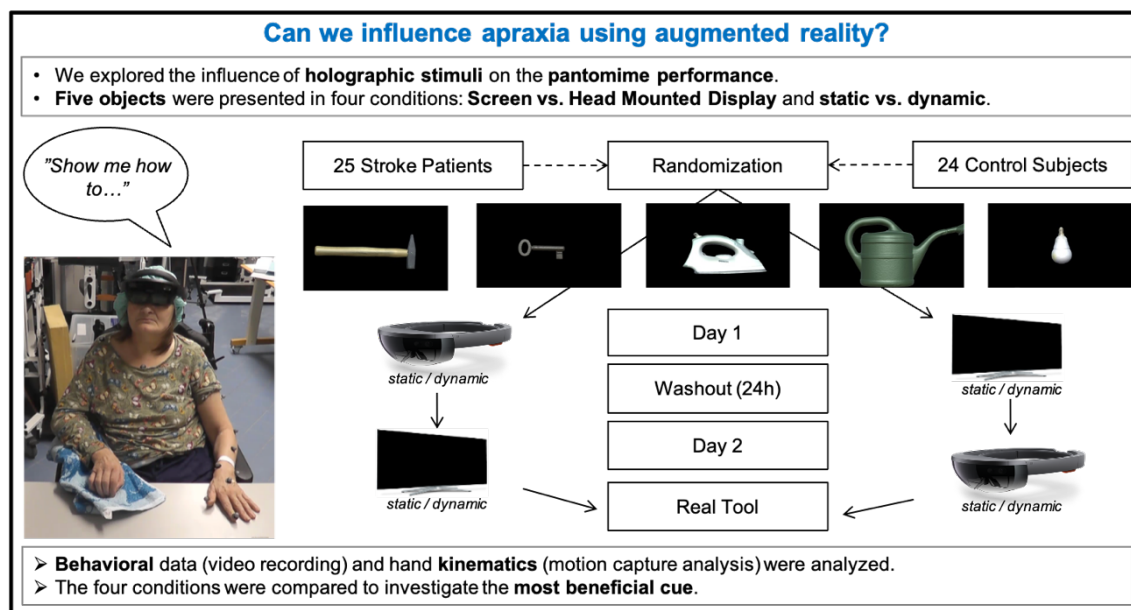 Can we influence apraxia using augmented reality?
• We explored the influence of holographic stimuli on the pantomime performance.
• Five objects were presented in four conditions: Screen vs. Head Mounted Display and static vs. dynamic.
”Show me how
to…”
25 Stroke Patients
Randomization
24 Control Subjects
Day 1
static / dynamic
static / dynamic
Washout (24h)
Day 2
static / dynamic
Real Tool
static / dynamic
➢ Behavioral data (video recording) and hand kinematics (motion capture analysis) were analyzed.
➢ The four conditions were compared to investigate the most beneficial cue.